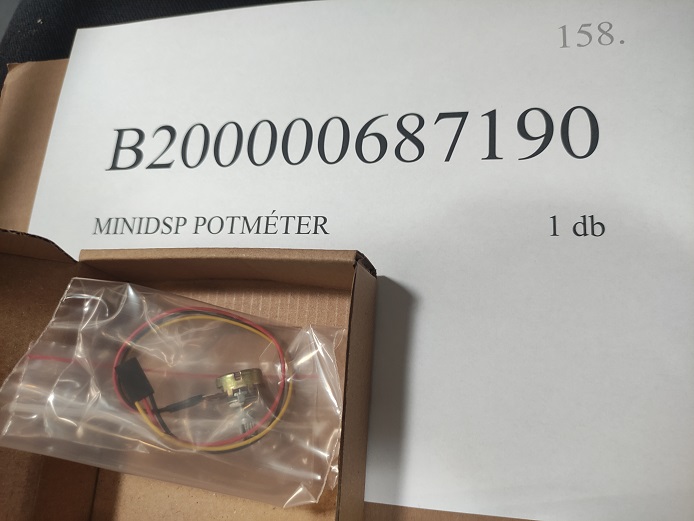 158.
B200000687190
MINIDSP POTMÉTER 1 db